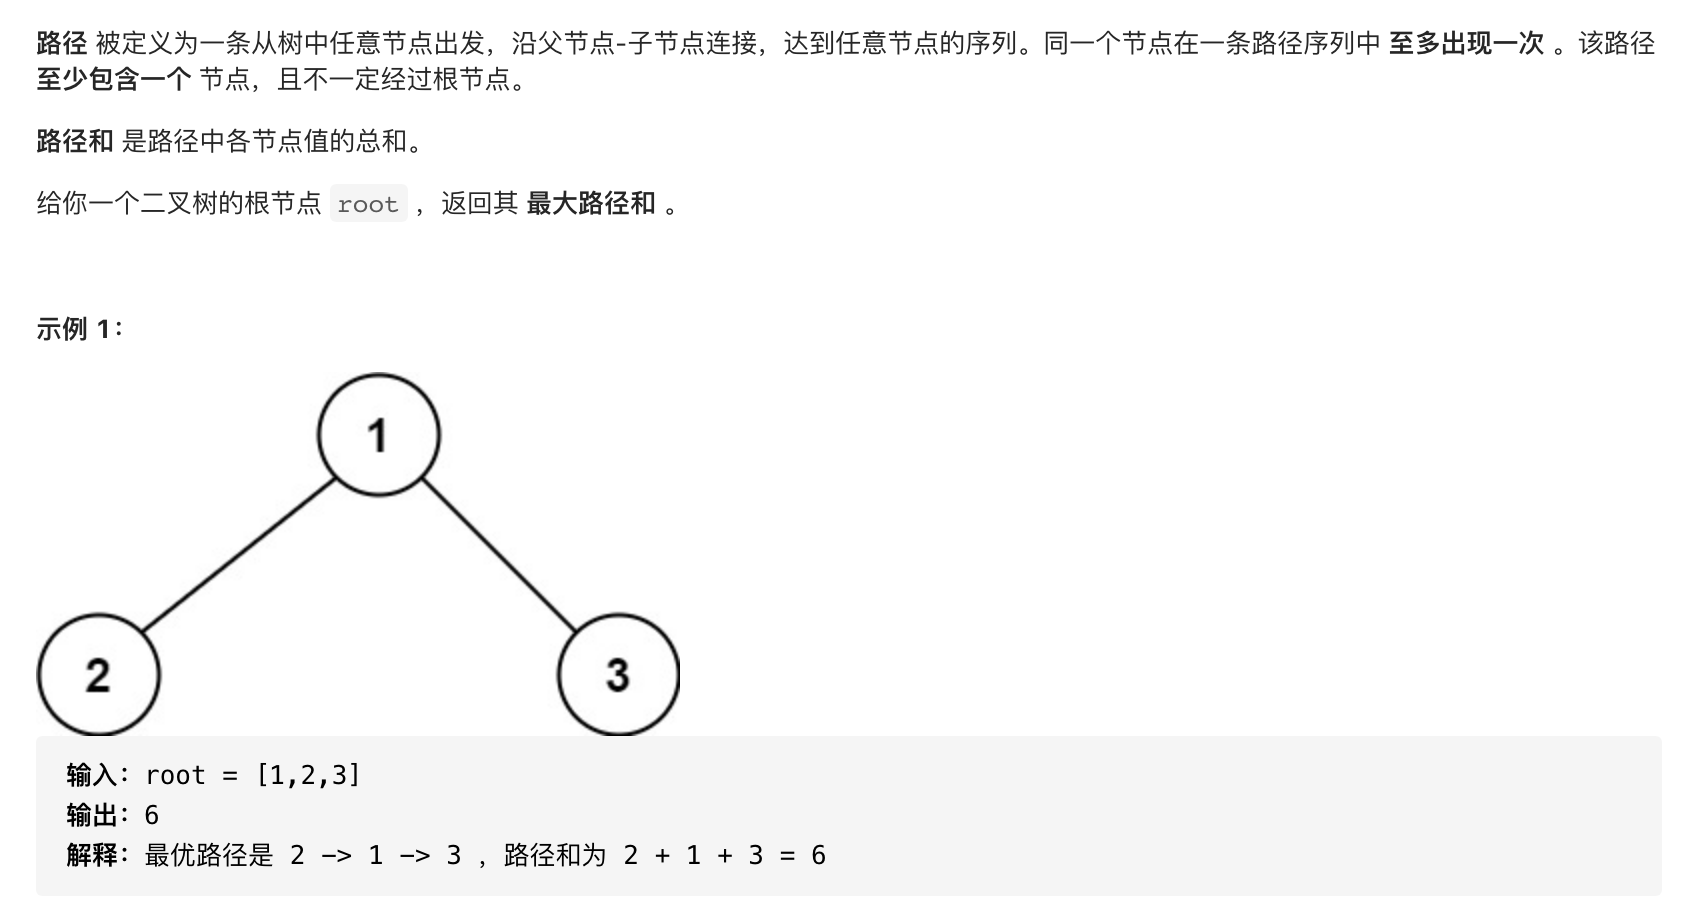 路径 被定义为一条从树中任意节点出发，沿父节点-子节点连接，达到任意节点的序列。同一个节点在一条路径序列中 至多出现一次 。该路径
至少包含一个 节点，且不一定经过根节点。
路径和 是路径中各节点值的总和。
给你一个二叉树的根节点 root ，返回其 最大路径和 。
示例 1：
1
2 3
输入：root = [1,2,3]
输出：6
解释：最优路径是 2 -> 1 -> 3 ，路径和为 2 + 1 + 3 = 6